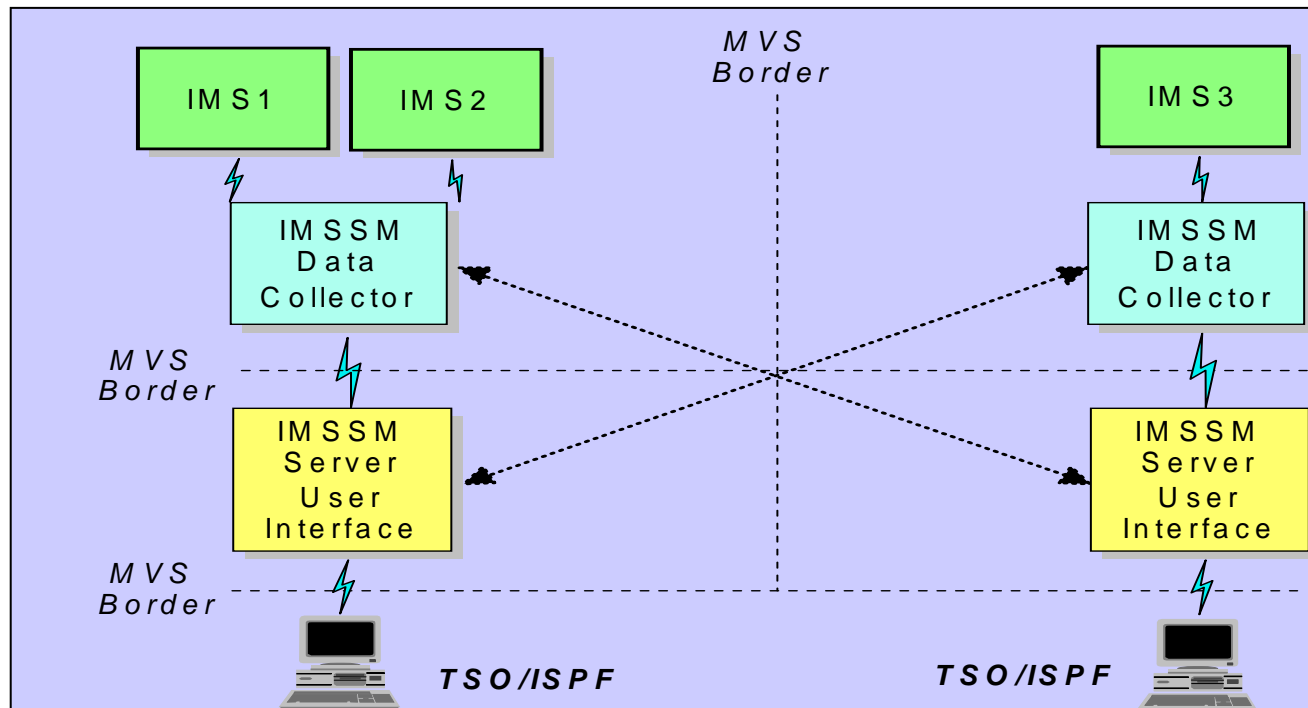 MVS
Border
IMS1
IMS2
IMS3
IMSSM
Data
Collector
IMSSM
Data
Collector
MVS
Border
IMSSM
Server
User
Interface
IMSSM
Server
User
Interface
MVS
Border
TSO/ISPF
TSO/ISPF